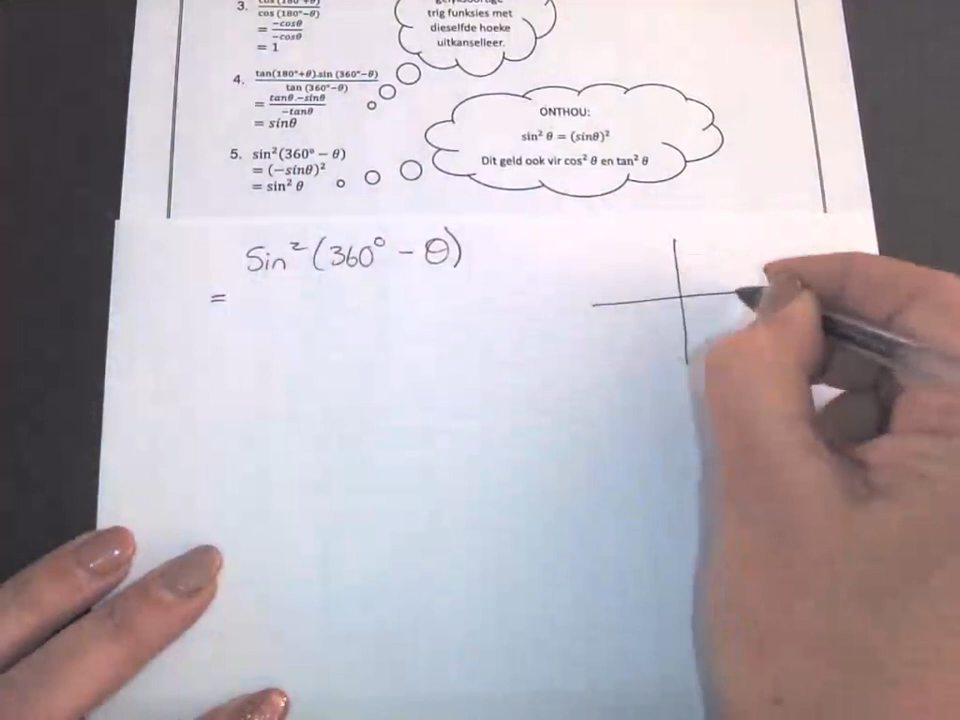 3. cos(180°−θ)
= −cosθ / −cosθ
= 1
trig funksies met
dieselfde hoeke
uitkanselleer.
4. tan(180°+θ).sin (360°−θ) / tan (360°−θ)
= tanθ.−sinθ / −tanθ
= sinθ
ONTHOU:
sin² θ = (sinθ)²
Dit geld ook vir cos² θ en tan² θ
5. sin²(360° − θ)
= (−sinθ)²
= sin² θ
Sin² (360° − θ)
=